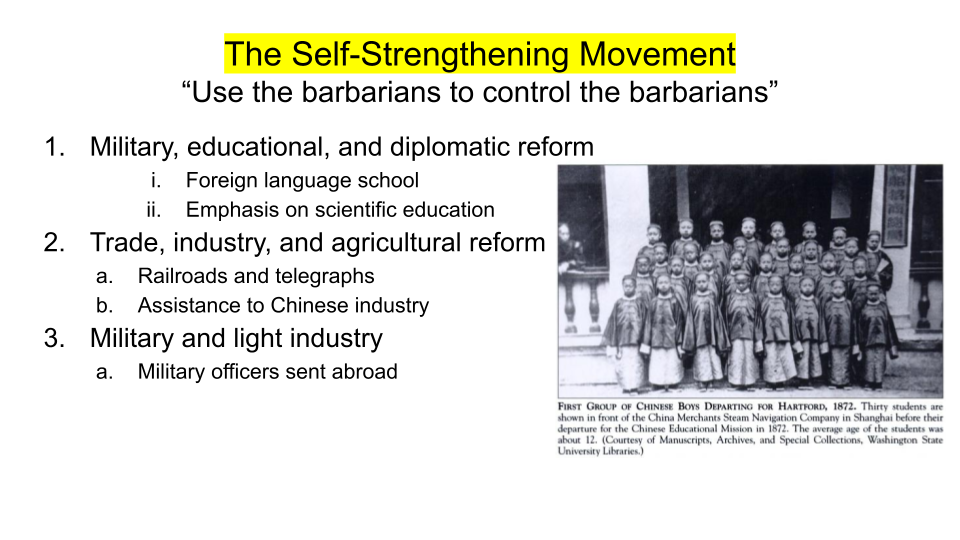 The Self-Strengthening Movement
“Use the barbarians to control the barbarians”
1. Military, educational, and diplomatic reform
i. Foreign language school
ii. Emphasis on scientific education
2. Trade, industry, and agricultural reform
a. Railroads and telegraphs
b. Assistance to Chinese industry
3. Military and light industry
a. Military officers sent abroad
First Group of Chinese Boys Departing for Hartford, 1872. Thirty students are
shown in front of the China Merchants Steam Navigation Company in Shanghai before their
departure for the Chinese Educational Mission in 1872. The average age of the students was
about 12. (Courtesy of Manuscripts, Archives, and Special Collections, Washington State
University Libraries.)